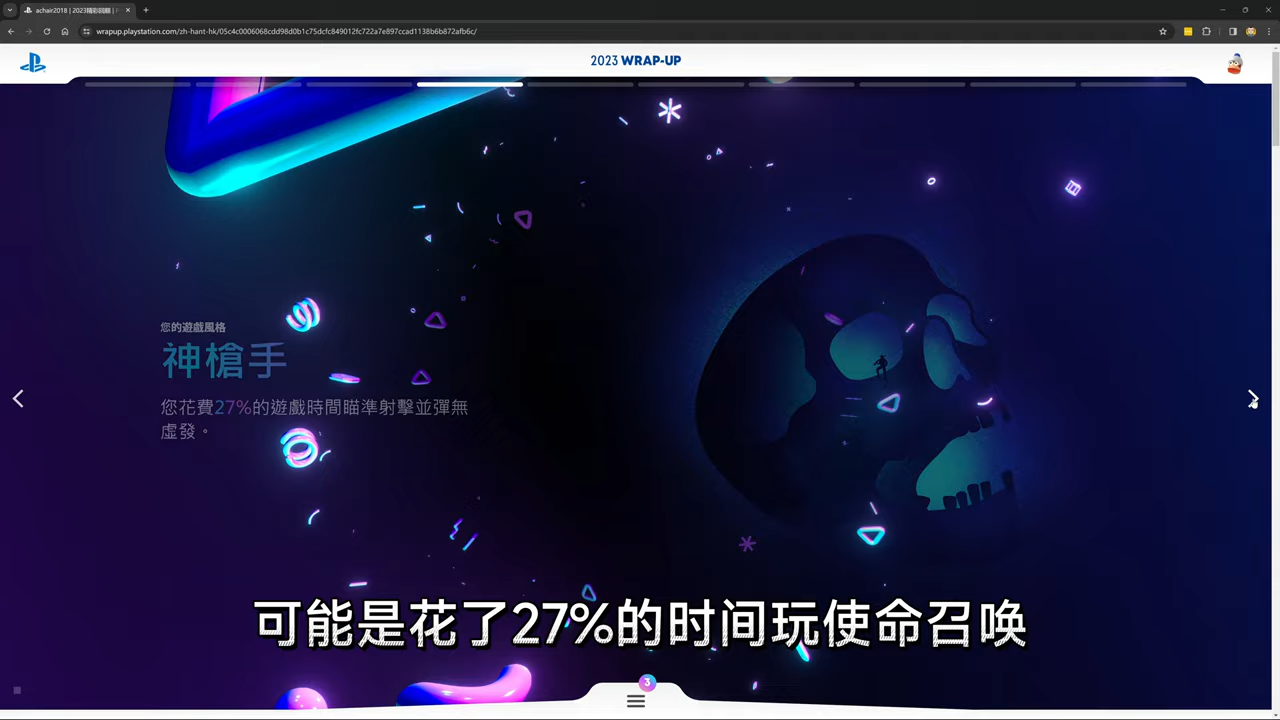 achair2018 | 2023精彩回顧 |
wrapup.playstation.com/zh-hant-hk/05c4c0006068cdd98d0b1c75dcfc849012fc722a7e897ccad1138b6b872afb6c/
2023 WRAP-UP
您的遊戲風格
神槍手
您花費27%的遊戲時間瞄準射擊並彈無
虛發。
可能是花了27%的时间玩使命召唤
3